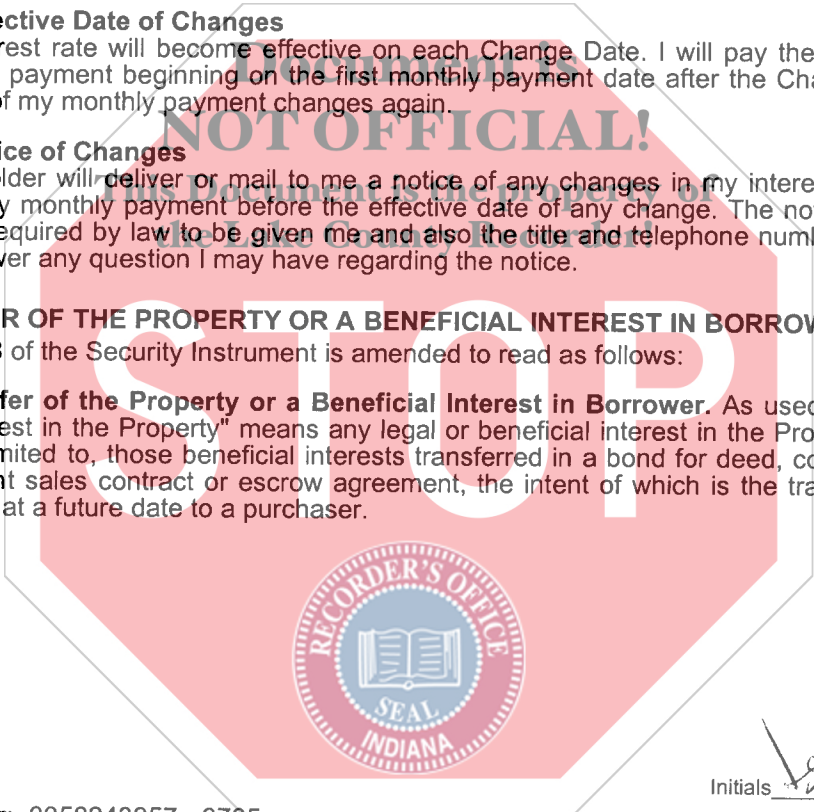 ective Date of Changes
rest rate will become effective on each Change Date. I will pay the
payment beginning on the first monthly payment date after the Cha
f my monthly payment changes again.
ice of Changes
lder will deliver or mail to me a notice of any changes in my intere
y monthly payment before the effective date of any change. The not
equired by law to be given me and also the title and telephone numb
ver any question I may have regarding the notice.
R OF THE PROPERTY OR A BENEFICIAL INTEREST IN BORROW
of the Security Instrument is amended to read as follows:
fer of the Property or a Beneficial Interest in Borrower. As used
est in the Property" means any legal or beneficial interest in the Pro
mited to, those beneficial interests transferred in a bond for deed, co
nt sales contract or escrow agreement, the intent of which is the tra
at a future date to a purchaser.
Document is
NOT OFFICIAL!
This Document is the property of
the Lake County Recorder!
STOP
RECORDER'S OFFICE
SEAL
INDIANA
Initials